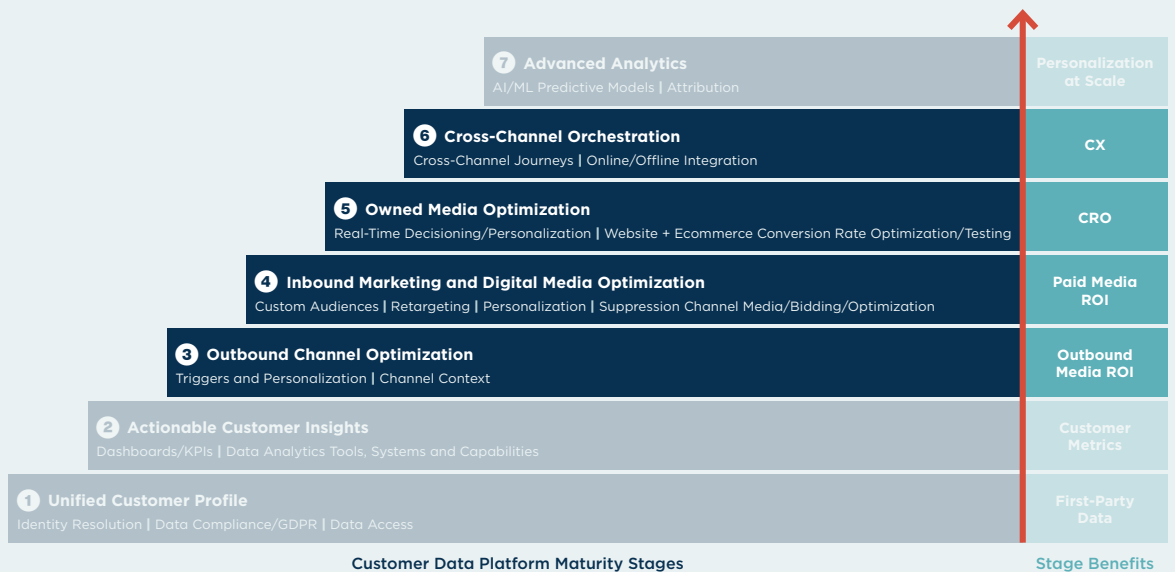 7 Advanced Analytics
AI/ML Predictive Models | Attribution
Personalization
at Scale
6 Cross-Channel Orchestration
Cross-Channel Journeys | Online/Offline Integration
CX
5 Owned Media Optimization
Real-Time Decisioning/Personalization | Website + Ecommerce Conversion Rate Optimization/Testing
CRO
4 Inbound Marketing and Digital Media Optimization
Custom Audiences | Retargeting | Personalization | Suppression Channel Media/Bidding/Optimization
Paid Media
ROI
3 Outbound Channel Optimization
Triggers and Personalization | Channel Context
Outbound
Media ROI
2 Actionable Customer Insights
Dashboards/KPIs | Data Analytics Tools, Systems and Capabilities
Customer
Metrics
1 Unified Customer Profile
Identity Resolution | Data Compliance/GDPR | Data Access
First-Party
Data
Customer Data Platform Maturity Stages
Stage Benefits